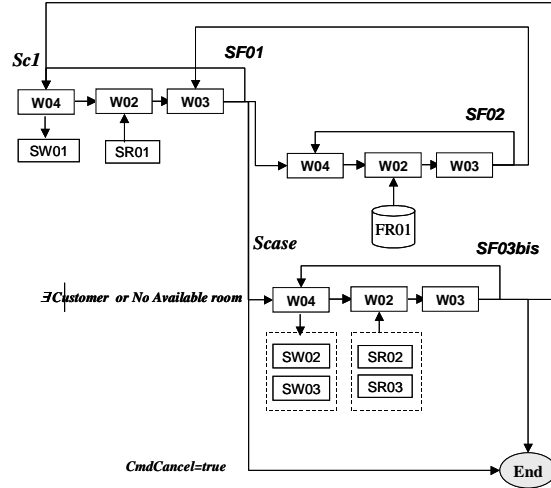 Sc1
SF01
W04
W02
W03
SW01
SR01
SF02
W04
W02
W03
FR01
Scase
SF03bis
∃Customer or No Available room
W04
W02
W03
SW02
SR02
SW03
SR03
CmdCancel=true
End